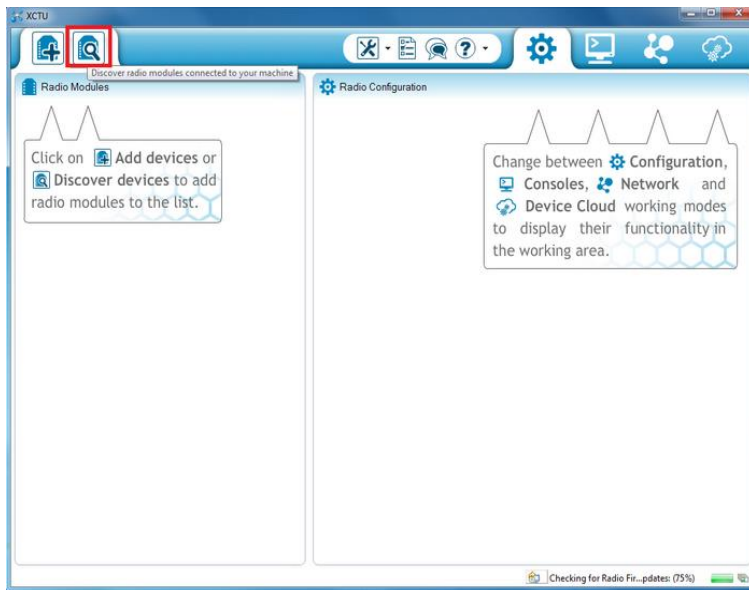 XCTU
Discover radio modules connected to your machine
Radio Modules
Radio Configuration
Click on Add devices or
Discover devices to add
radio modules to the list.
Change between Configuration,
Consoles, Network and
Device Cloud working modes
to display their functionality in
the working area.
Checking for Radio Fir...pdates: (75%)